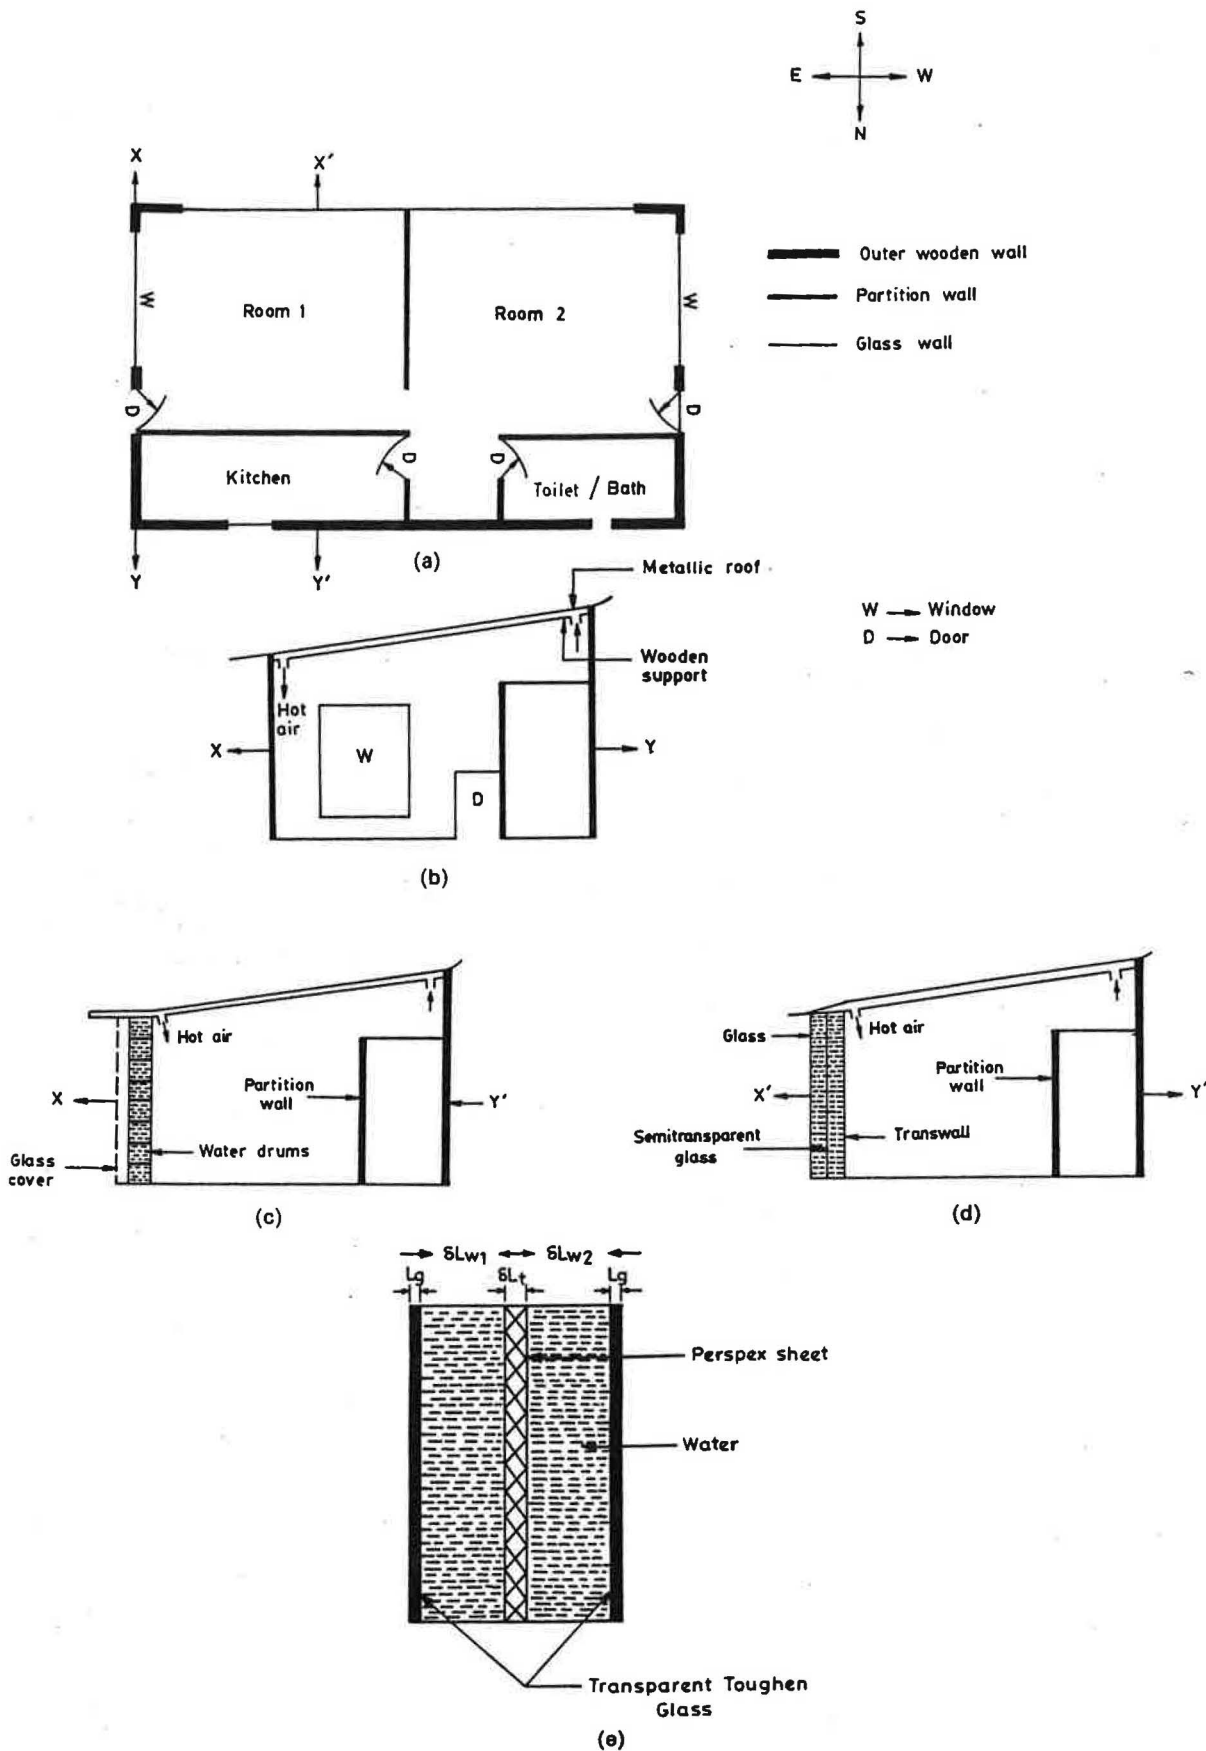 S
E
W
N
X
X′
W
Room 1
Room 2
W
Outer wooden wall
Partition wall
Glass wall
D
D
Kitchen
D
D
Toilet / Bath
Y
Y′
(a)
Metallic roof
W → Window
D → Door
Wooden
support
Hot
air
X
W
Y
D
(b)
Hot air
Partition
wall
X
Y′
Water drums
Glass
cover
(c)
Glass
Hot air
Partition
wall
X′
Y′
Semitransparent
glass
Transwall
(d)
δLw1
δLw2
Lg
δLt
Lg
Perspex sheet
Water
Transparent Toughen
Glass
(e)